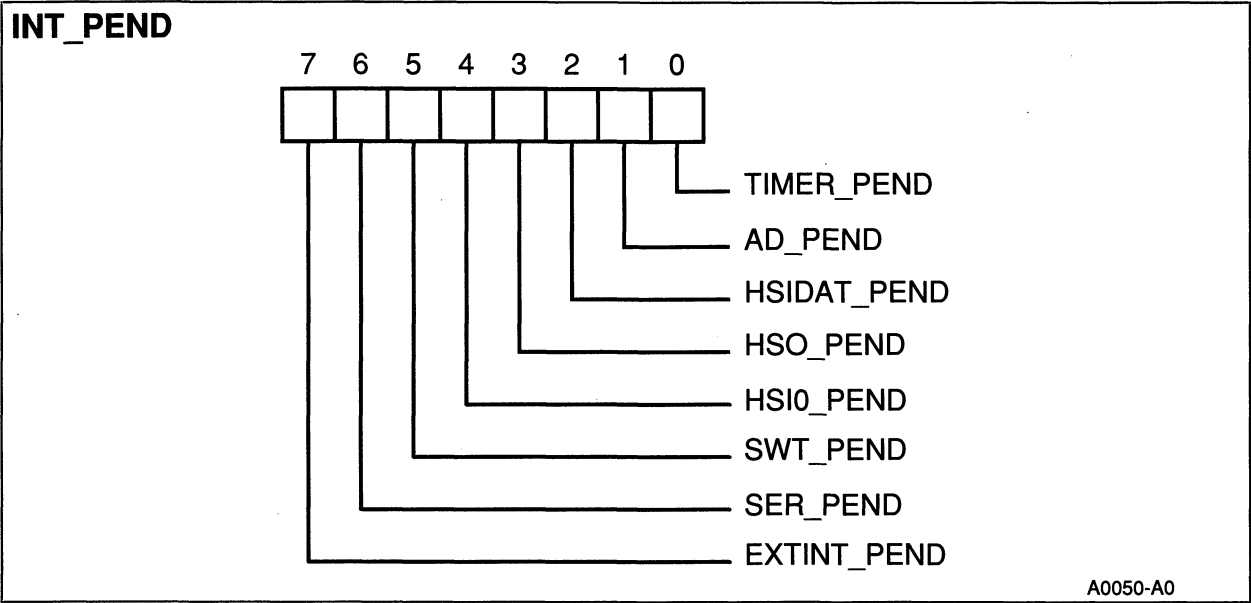 INT_PEND
7 6 5 4 3 2 1 0
TIMER_PEND
AD_PEND
HSIDAT_PEND
HSO_PEND
HSI0_PEND
SWT_PEND
SER_PEND
EXTINT_PEND
A0050-A0